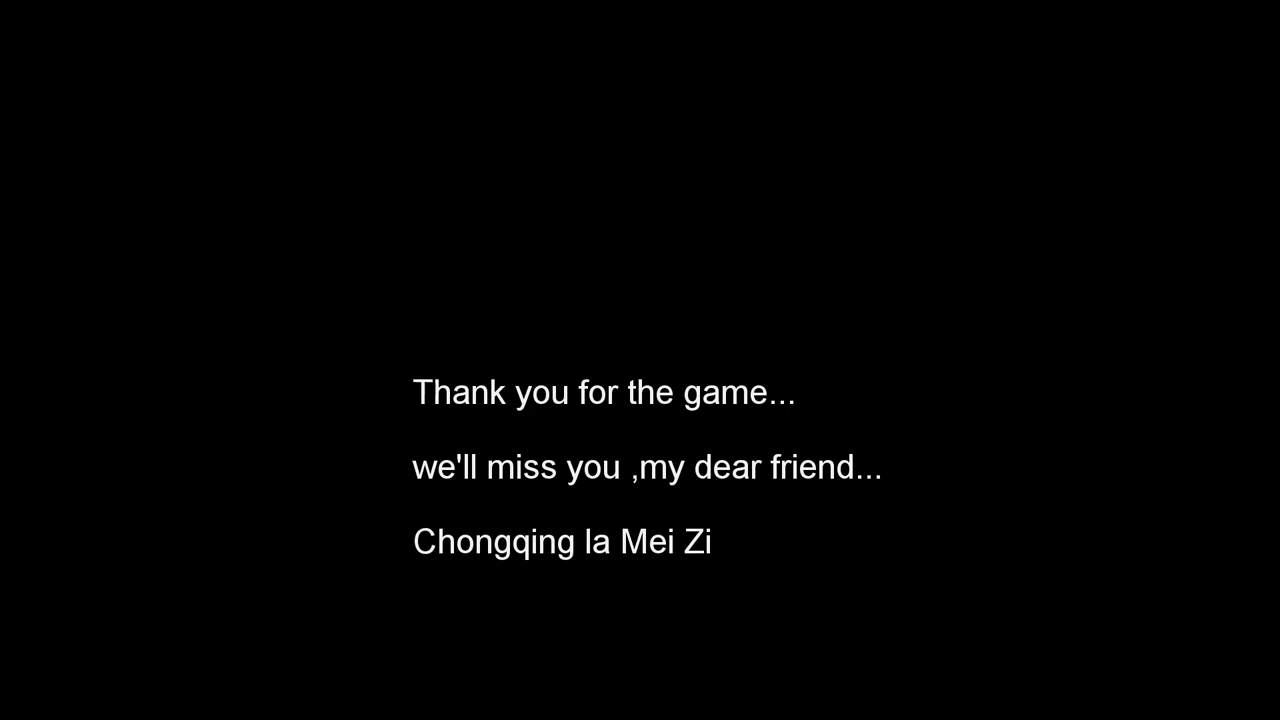 Thank you for the game...
we'll miss you ,my dear friend...
Chongqing la Mei Zi